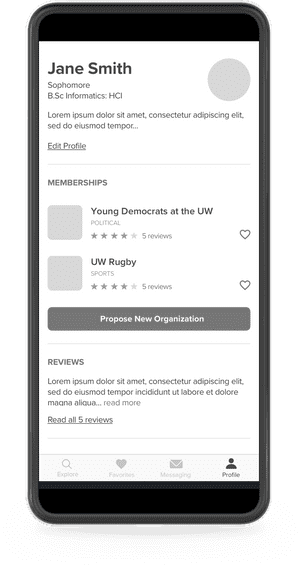 Jane Smith
Sophomore
B.Sc Informatics: HCI
Lorem ipsum dolor sit amet, consectetur adipiscing elit,
sed do eiusmod tempor...
Edit Profile
MEMBERSHIPS
Young Democrats at the UW
POLITICAL
5 reviews
UW Rugby
SPORTS
5 reviews
Propose New Organization
REVIEWS
Lorem ipsum dolor sit amet, consectetur adipiscing elit,
sed do eiusmod tempor incididunt ut labore et dolore
magna aliqua... read more
Read all 5 reviews
Explore Favorites Messaging Profile